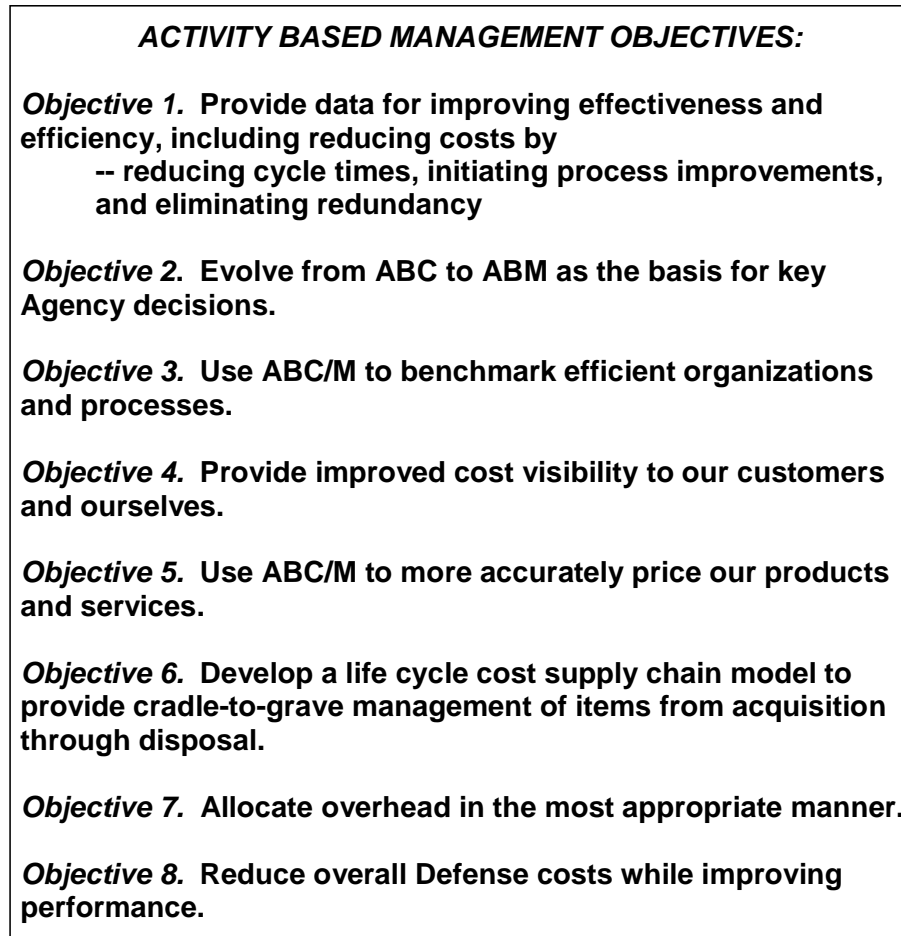 ACTIVITY BASED MANAGEMENT OBJECTIVES:
Objective 1. Provide data for improving effectiveness and
efficiency, including reducing costs by
-- reducing cycle times, initiating process improvements,
and eliminating redundancy
Objective 2. Evolve from ABC to ABM as the basis for key
Agency decisions.
Objective 3. Use ABC/M to benchmark efficient organizations
and processes.
Objective 4. Provide improved cost visibility to our customers
and ourselves.
Objective 5. Use ABC/M to more accurately price our products
and services.
Objective 6. Develop a life cycle cost supply chain model to
provide cradle-to-grave management of items from acquisition
through disposal.
Objective 7. Allocate overhead in the most appropriate manner.
Objective 8. Reduce overall Defense costs while improving
performance.